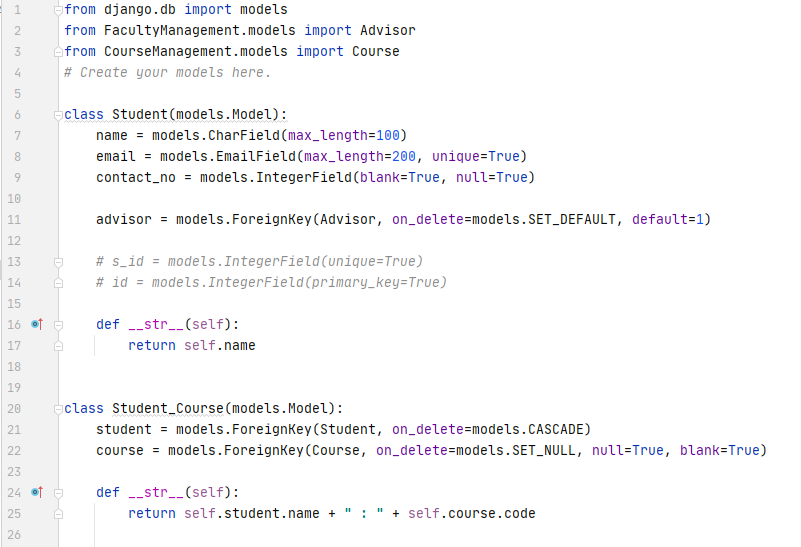 1 from django.db import models
2 from FacultyManagement.models import Advisor
3 from CourseManagement.models import Course
4 # Create your models here.
5
6 class Student(models.Model):
7     name = models.CharField(max_length=100)
8     email = models.EmailField(max_length=200, unique=True)
9     contact_no = models.IntegerField(blank=True, null=True)
10
11     advisor = models.ForeignKey(Advisor, on_delete=models.SET_DEFAULT, default=1)
12
13     # s_id = models.IntegerField(unique=True)
14     # id = models.IntegerField(primary_key=True)
15
16     def __str__(self):
17         return self.name
18
19
20 class Student_Course(models.Model):
21     student = models.ForeignKey(Student, on_delete=models.CASCADE)
22     course = models.ForeignKey(Course, on_delete=models.SET_NULL, null=True, blank=True)
23
24     def __str__(self):
25         return self.student.name + " : " + self.course.code
26